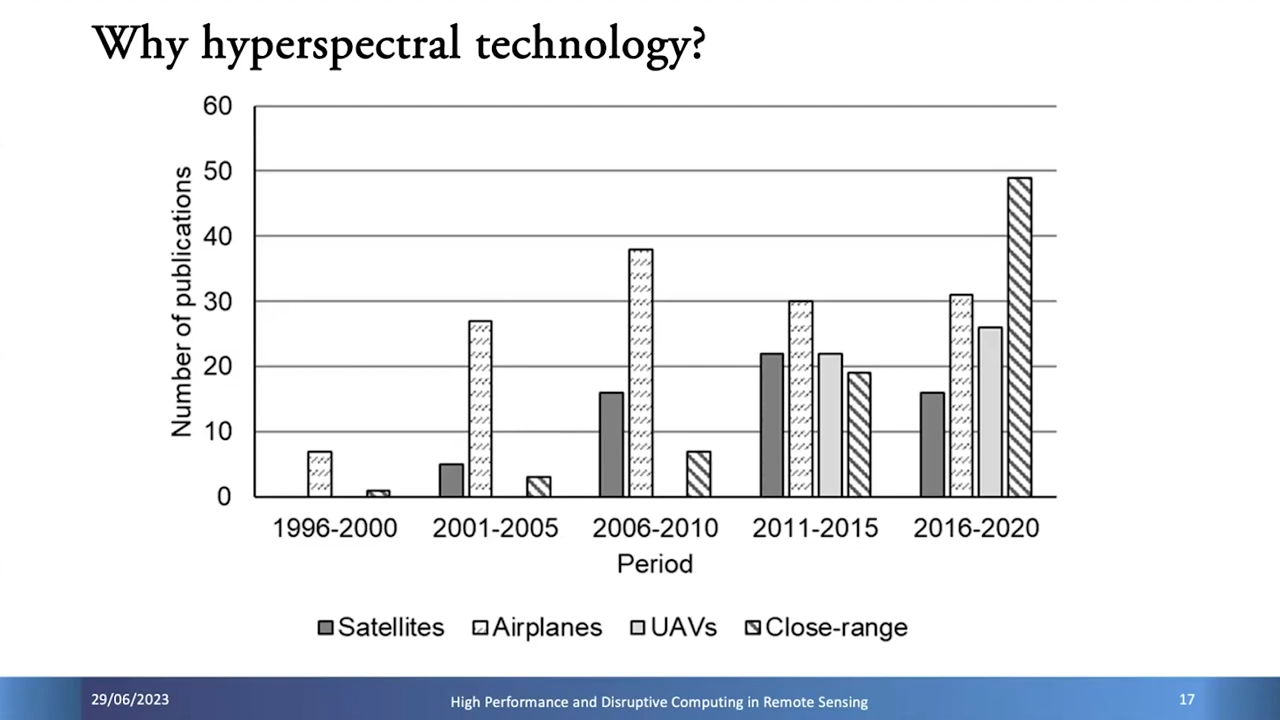 Why hyperspectral technology?
Number of publications
60
50
40
30
20
10
0
1996-2000 2001-2005 2006-2010 2011-2015 2016-2020
Period
Satellites Airplanes UAVs Close-range
29/06/2023 High Performance and Disruptive Computing in Remote Sensing 17